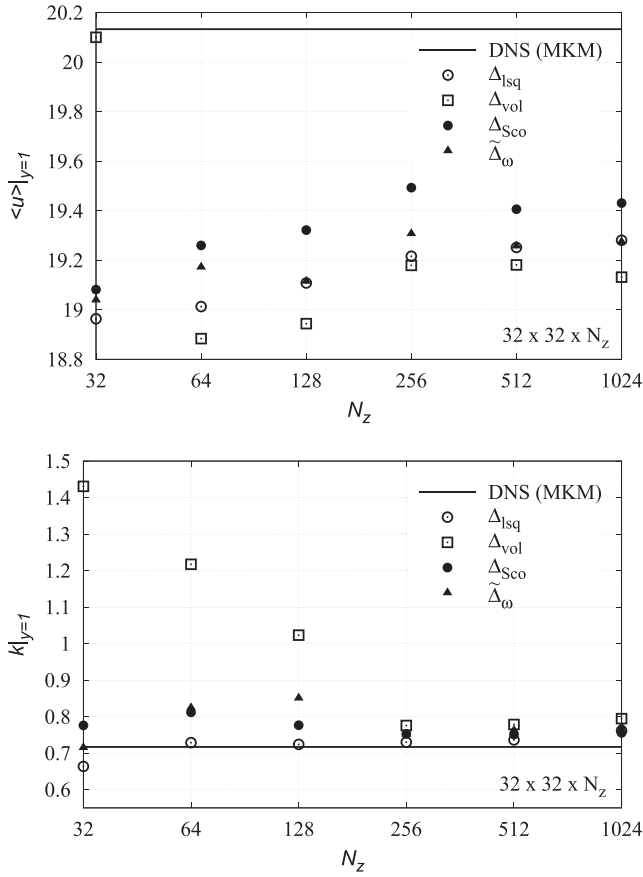 20.2
20
19.8
19.6
19.4
19.2
19
18.8
<u>|y=1
DNS (MKM)
Δlsq
Δvol
ΔSco
Δ̃ω
32 x 32 x Nz
32 64 128 256 512 1024
Nz
1.5
1.4
1.3
1.2
1.1
1
0.9
0.8
0.7
0.6
k|y=1
DNS (MKM)
Δlsq
Δvol
ΔSco
Δ̃ω
32 x 32 x Nz
32 64 128 256 512 1024
Nz